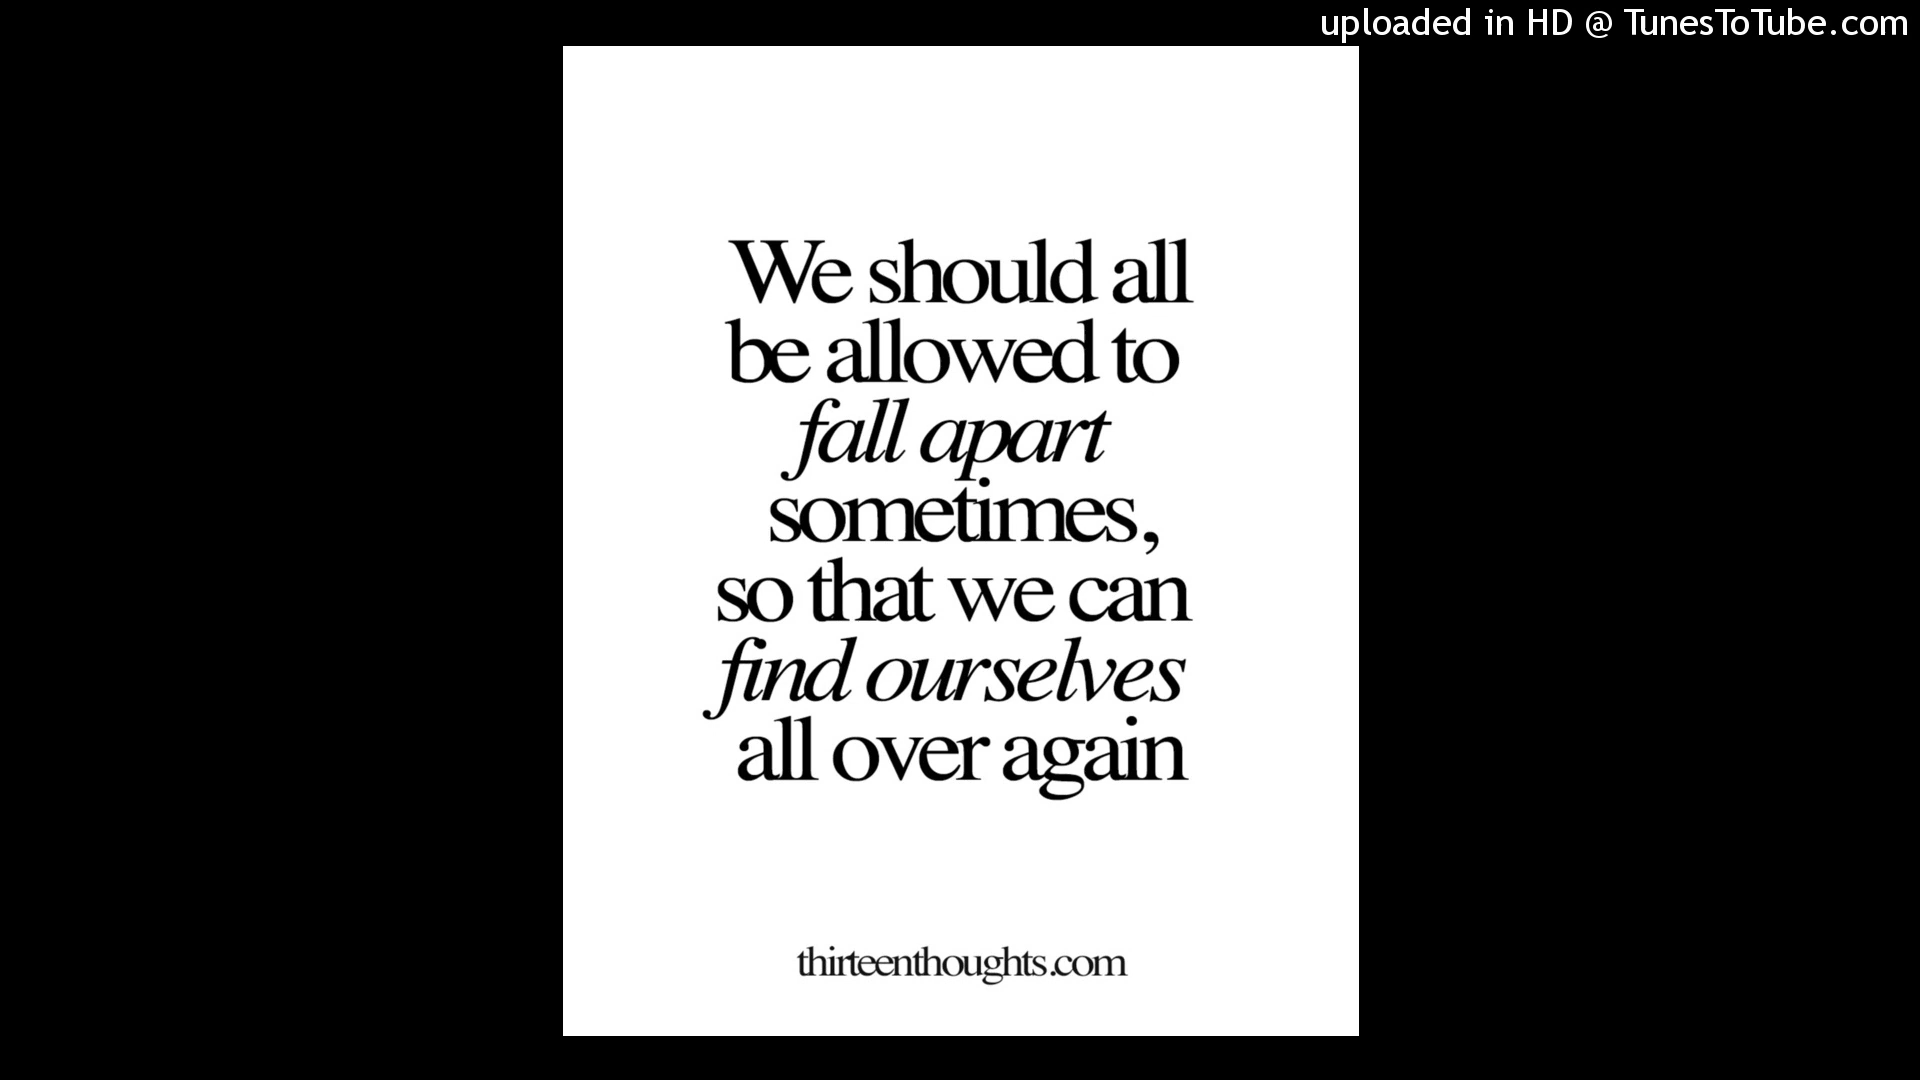 uploaded in HD @ TunesToTube.com
We should all
be allowed to
fall apart
sometimes,
so that we can
find ourselves
all over again
thirteenthoughts.com